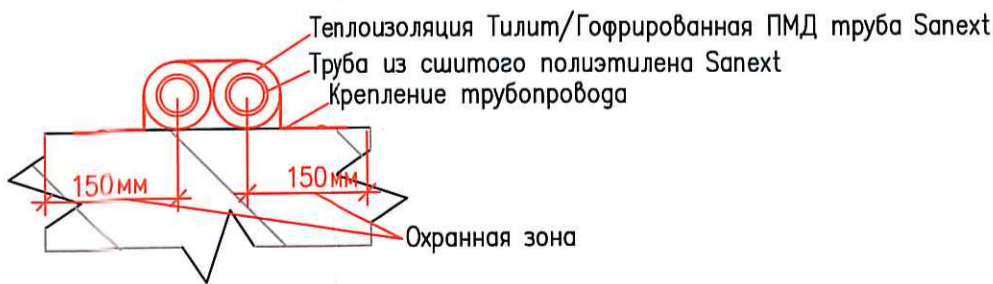 Теплоизоляция Тилит/Гофрированная ПМД труба Sanext
Труба из сшитого полиэтилена Sanext
Крепление трубопровода
150мм
150мм
Охранная зона